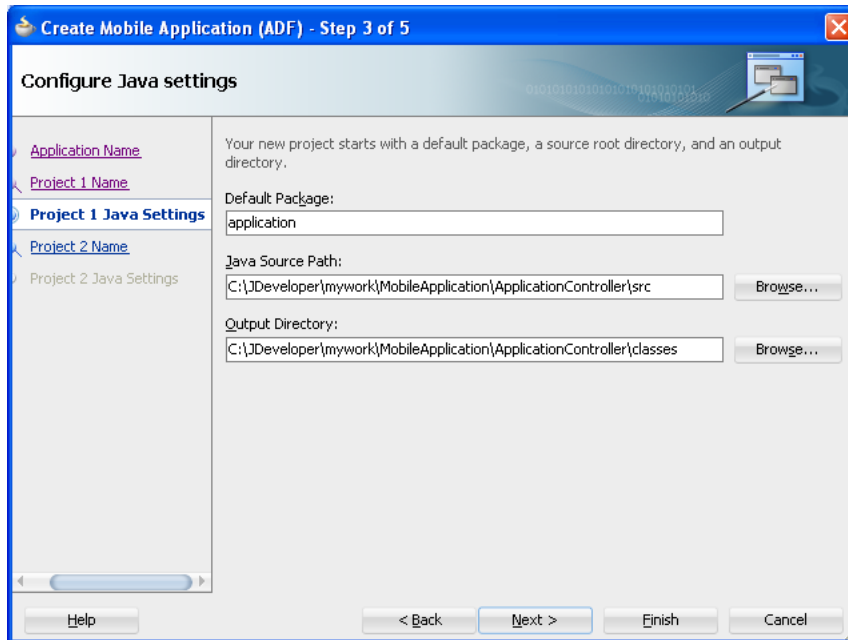 Create Mobile Application (ADF) - Step 3 of 5
Configure Java settings
010101010101010101010101
01010101010
Application Name
Project 1 Name
Project 1 Java Settings
Project 2 Name
Project 2 Java Settings
Your new project starts with a default package, a source root directory, and an output
directory.
Default Package:
application
Java Source Path:
C:\JDeveloper\mywork\MobileApplication\ApplicationController\src
Browse...
Output Directory:
C:\JDeveloper\mywork\MobileApplication\ApplicationController\classes
Browse...
Help
< Back
Next >
Finish
Cancel